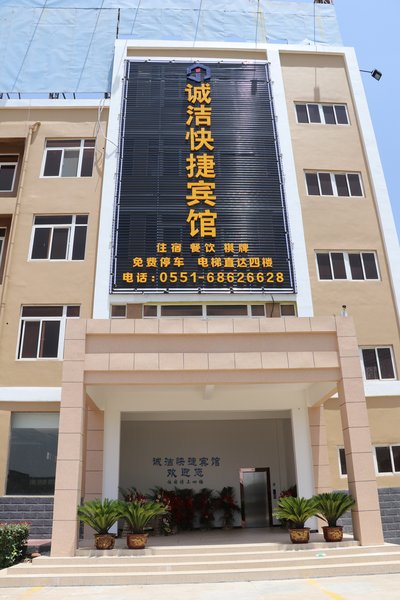 诚洁快捷宾馆
住宿 餐饮 棋牌
免费停车 电梯直达四楼
电话：0551-68626628
诚洁快捷宾馆
欢迎您